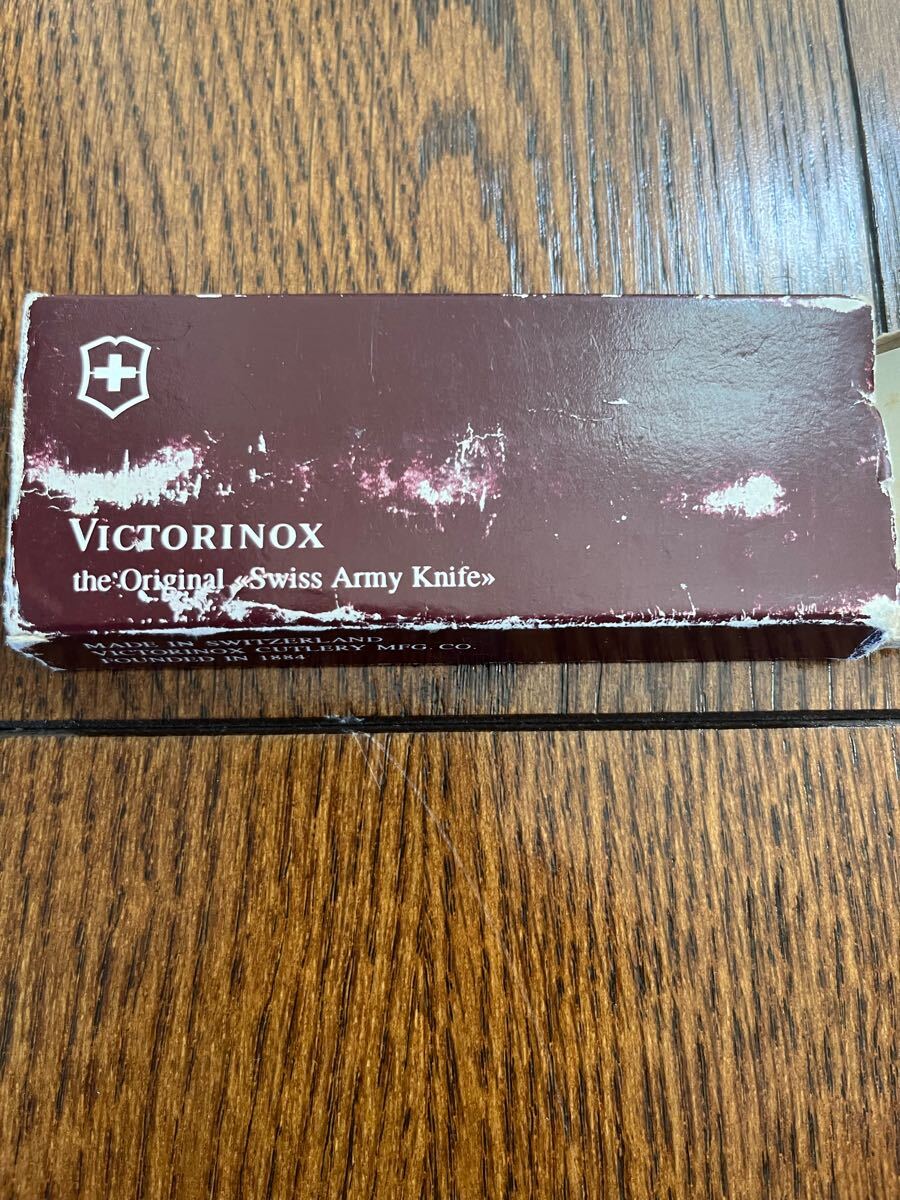 VICTORINOX
the Original «Swiss Army Knife»
MADE IN SWITZERLAND
VICTORINOX CUTLERY MFG. CO.
FOUNDED IN 1884